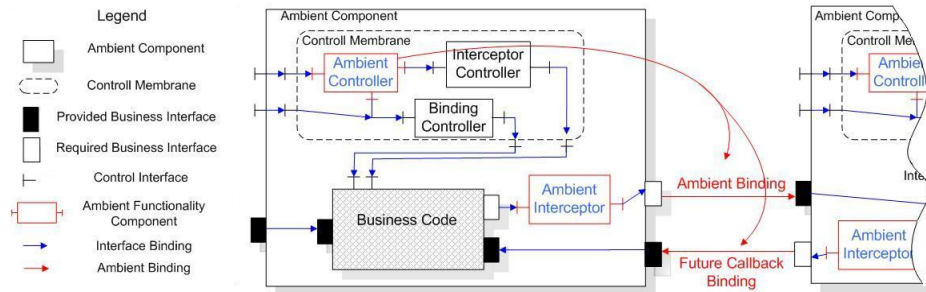 Legend
Ambient Component
Controll Membrane
Provided Business Interface
Required Business Interface
Control Interface
Ambient Functionality
Component
Interface Binding
Ambient Binding
Ambient Component
Controll Membrane
Ambient
Controller
Interceptor
Controller
Binding
Controller
Business Code
Ambient
Interceptor
Ambient Binding
Future Callback
Binding
Ambient Comp
Controll Me
Ambie
Controll
Inte
Ambient
Interceptor